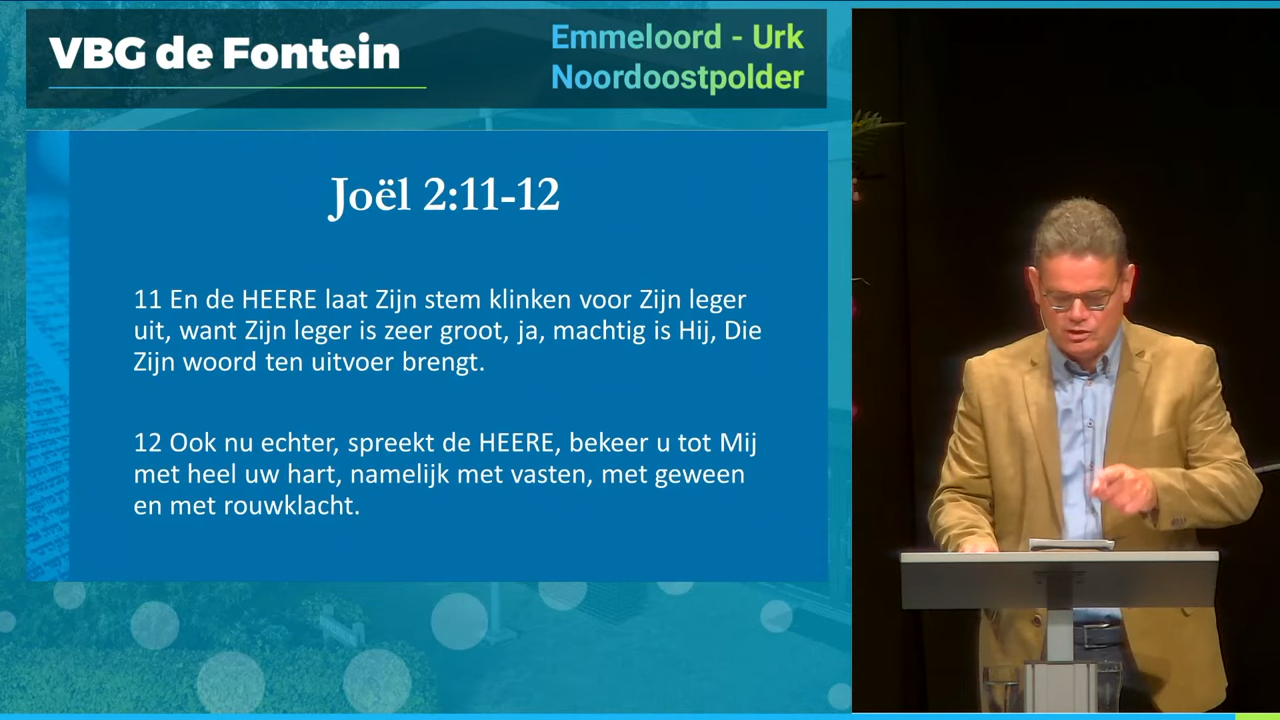 VBG de Fontein
Emmeloord - Urk
Noordoostpolder
Joël 2:11-12
11 En de HEERE laat Zijn stem klinken voor Zijn leger
uit, want Zijn leger is zeer groot, ja, machtig is Hij, Die
Zijn woord ten uitvoer brengt.
12 Ook nu echter, spreekt de HEERE, bekeer u tot Mij
met heel uw hart, namelijk met vasten, met geween
en met rouwklacht.